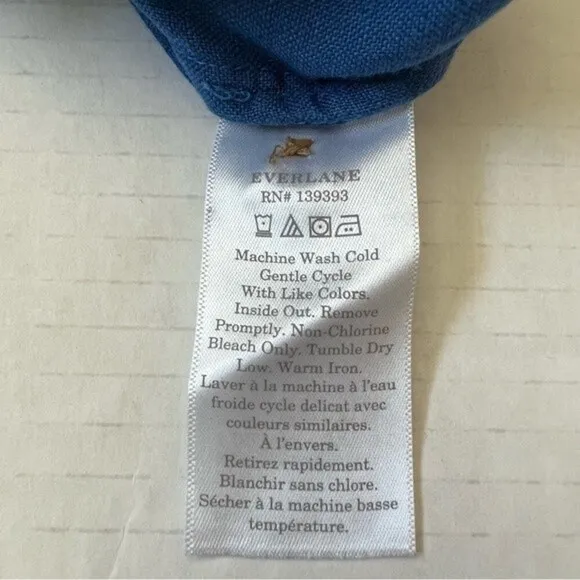 EVERLANE
RN# 139393
Machine Wash Cold
Gentle Cycle
With Like Colors.
Inside Out. Remove
Promptly. Non-Chlorine
Bleach Only. Tumble Dry
Low. Warm Iron.
Laver à la machine à l'eau
froide cycle delicat avec
couleurs similaires.
À l'envers.
Retirez rapidement.
Blanchir sans chlore.
Sécher à la machine basse
température.